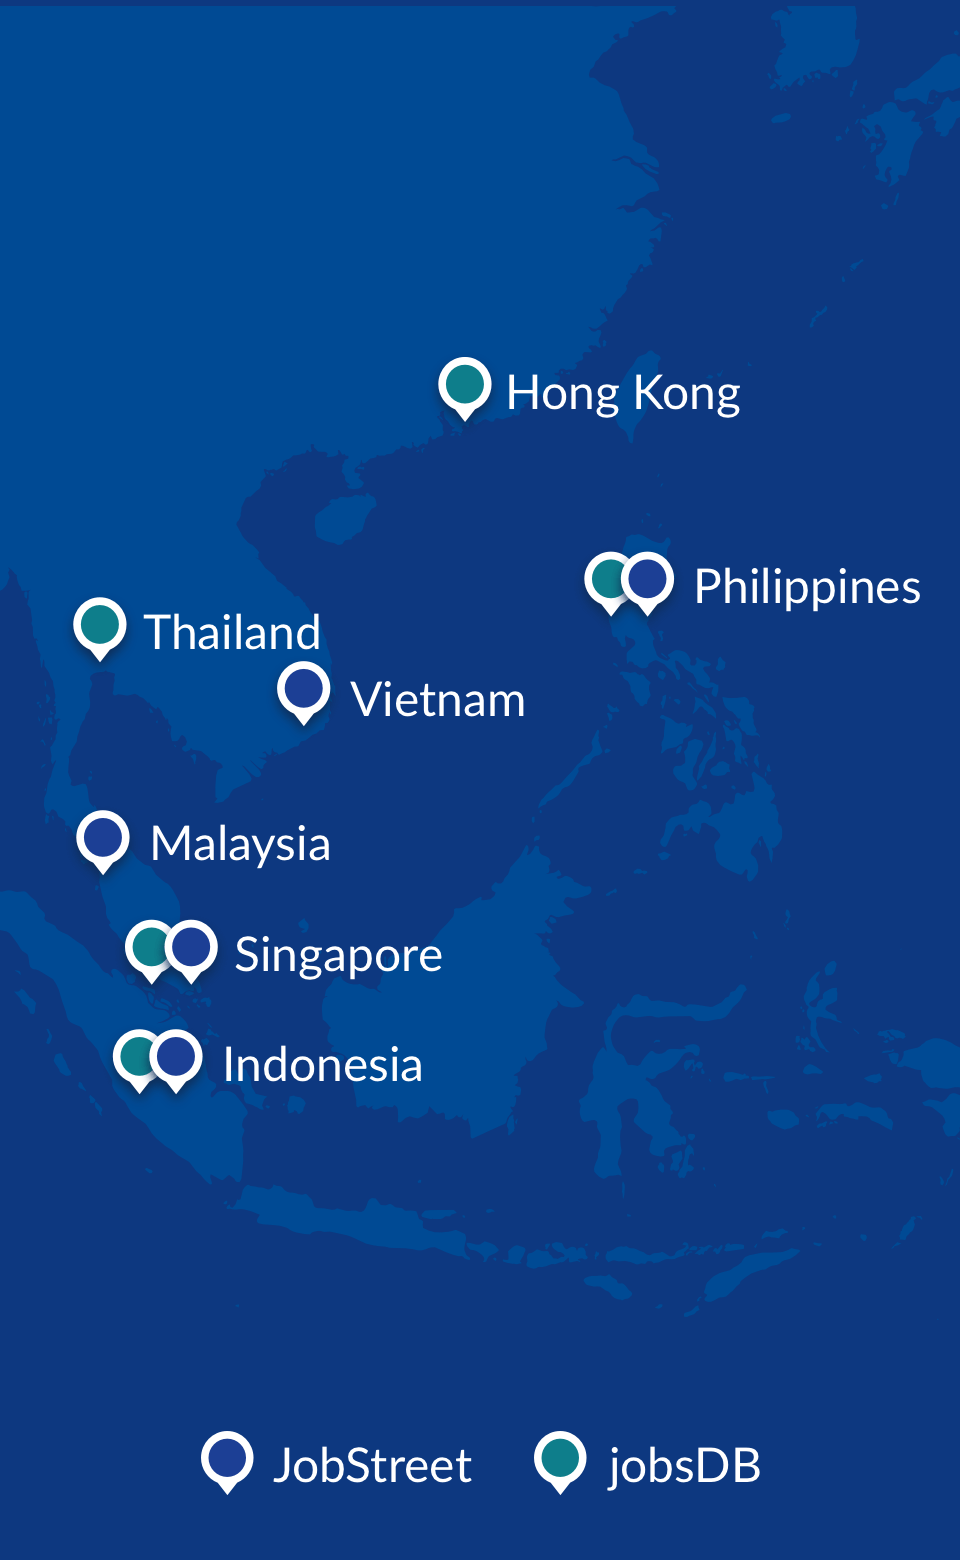 Hong Kong
Philippines
Thailand
Vietnam
Malaysia
Singapore
Indonesia
JobStreet
jobsDB